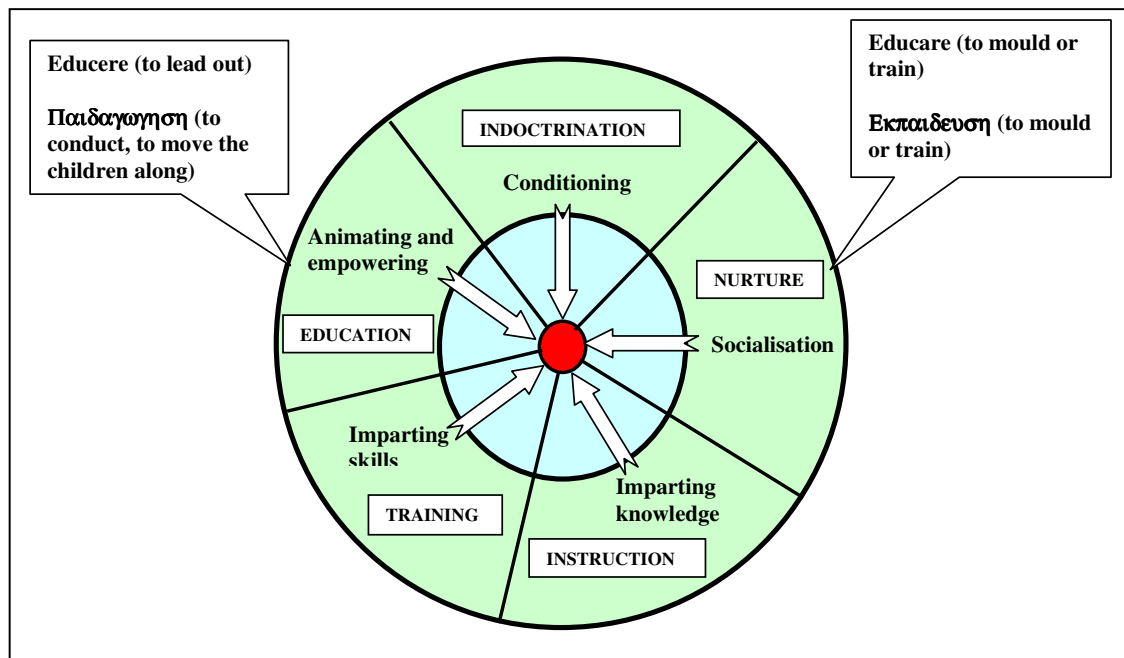 Educere (to lead out)
Παιδαγωγηση (to
conduct, to move the
children along)
Educare (to mould or
train)
Εκπαιδευση (to mould
or train)
INDOCTRINATION
Conditioning
Animating and
empowering
NURTURE
EDUCATION
Socialisation
Imparting
skills
Imparting
knowledge
TRAINING
INSTRUCTION